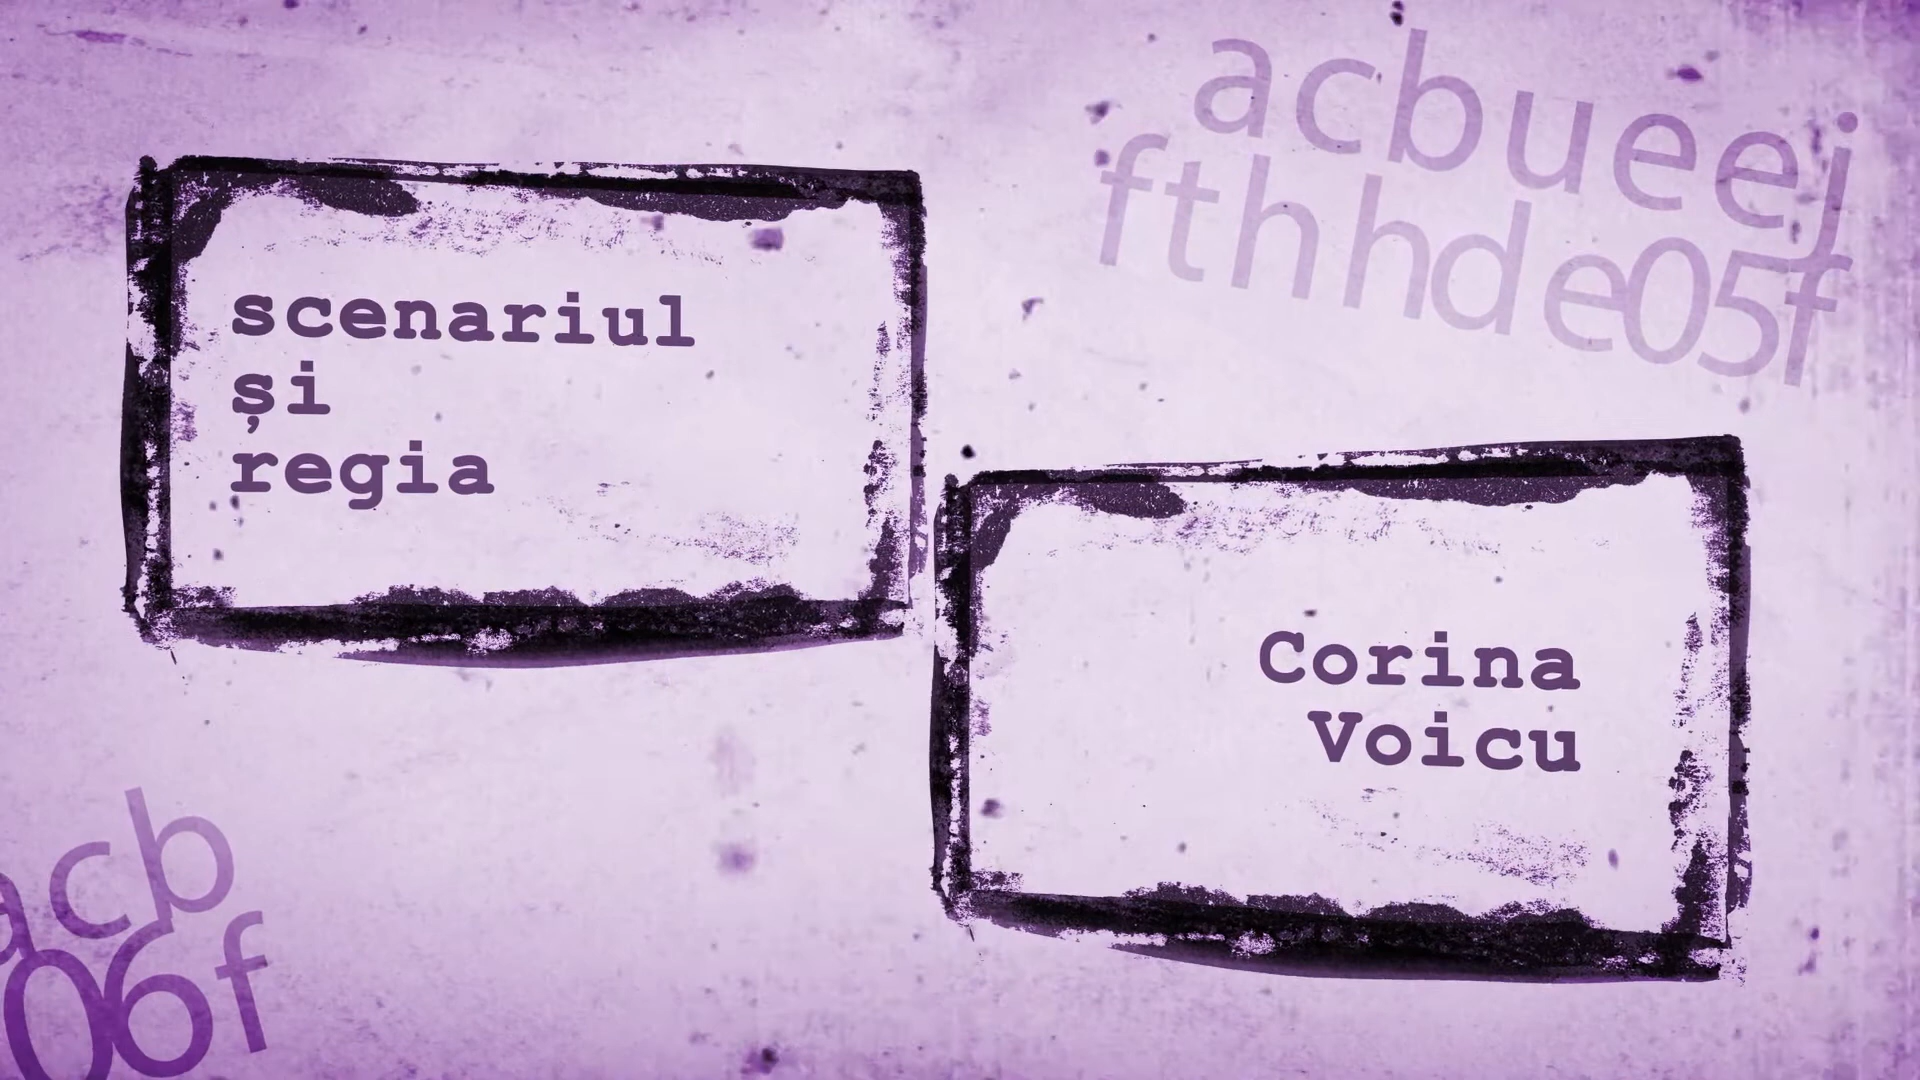 acbueej
fthhde05f
scenariul
și
regia
Corina
Voicu
acb
06f